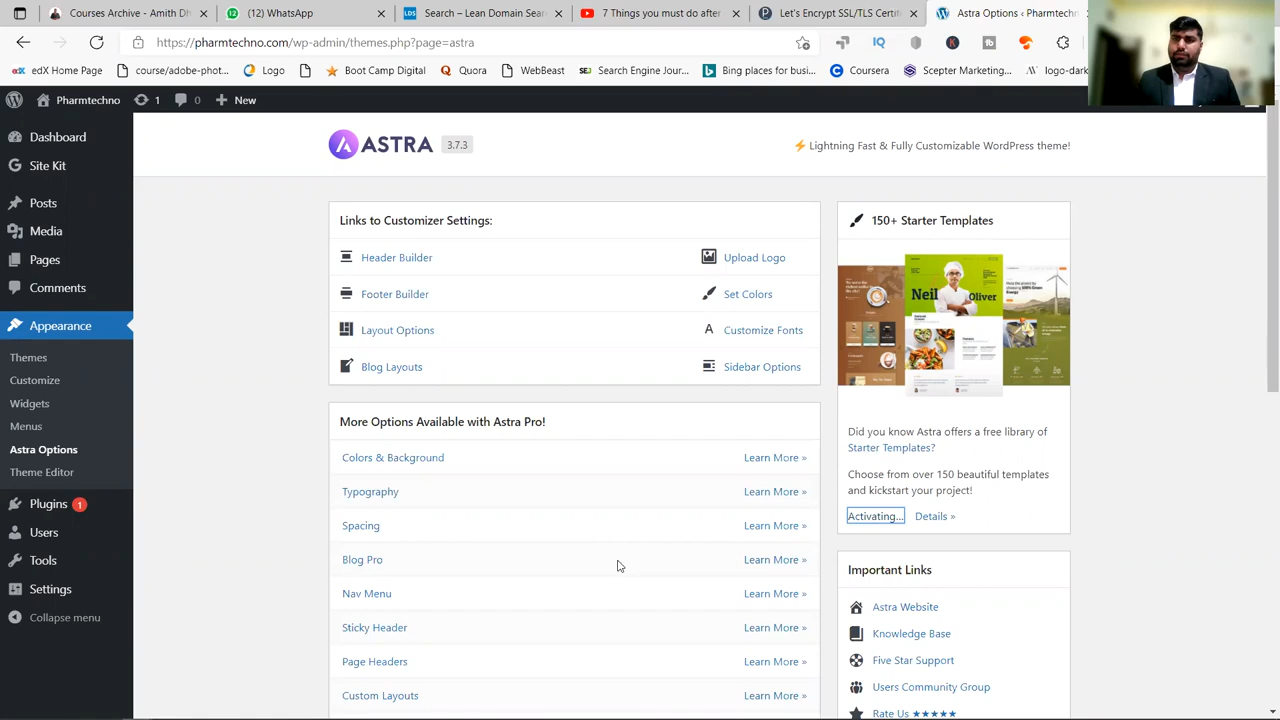 Courses Archive - Amith Dh
(12) WhatsApp
LDS Search – Lean Domain Sea
7 Things you need to do after
Let's Encrypt SSL/TLS Certif
Astra Options ‹ Pharmtechno
https://pharmtechno.com/wp-admin/themes.php?page=astra
edX Home Page
course/adobe-phot...
Logo
Boot Camp Digital
WebBeast
SEJ Search Engine Jour...
Bing places for busi...
Coursera
Scepter Marketing...
logo-dark
Pharmtechno
1
0
New
Dashboard
Site Kit
Posts
Media
Pages
Comments
Appearance
Themes
Customize
Widgets
Menus
Astra Options
Theme Editor
Plugins 1
Users
Tools
Settings
Collapse menu
ASTRA 3.7.3
Lightning Fast & Fully Customizable WordPress theme!
Links to Customizer Settings:
Header Builder
Upload Logo
Footer Builder
Set Colors
Layout Options
Customize Fonts
Blog Layouts
Sidebar Options
More Options Available with Astra Pro!
Colors & Background Learn More »
Typography Learn More »
Spacing Learn More »
Blog Pro Learn More »
Nav Menu Learn More »
Sticky Header Learn More »
Page Headers Learn More »
Custom Layouts Learn More »
150+ Starter Templates
Neil
Oliver
Did you know Astra offers a free library of
Starter Templates?
Choose from over 150 beautiful templates
and kickstart your project!
Activating... Details »
Important Links
Astra Website
Knowledge Base
Five Star Support
Users Community Group
Rate Us ★★★★★